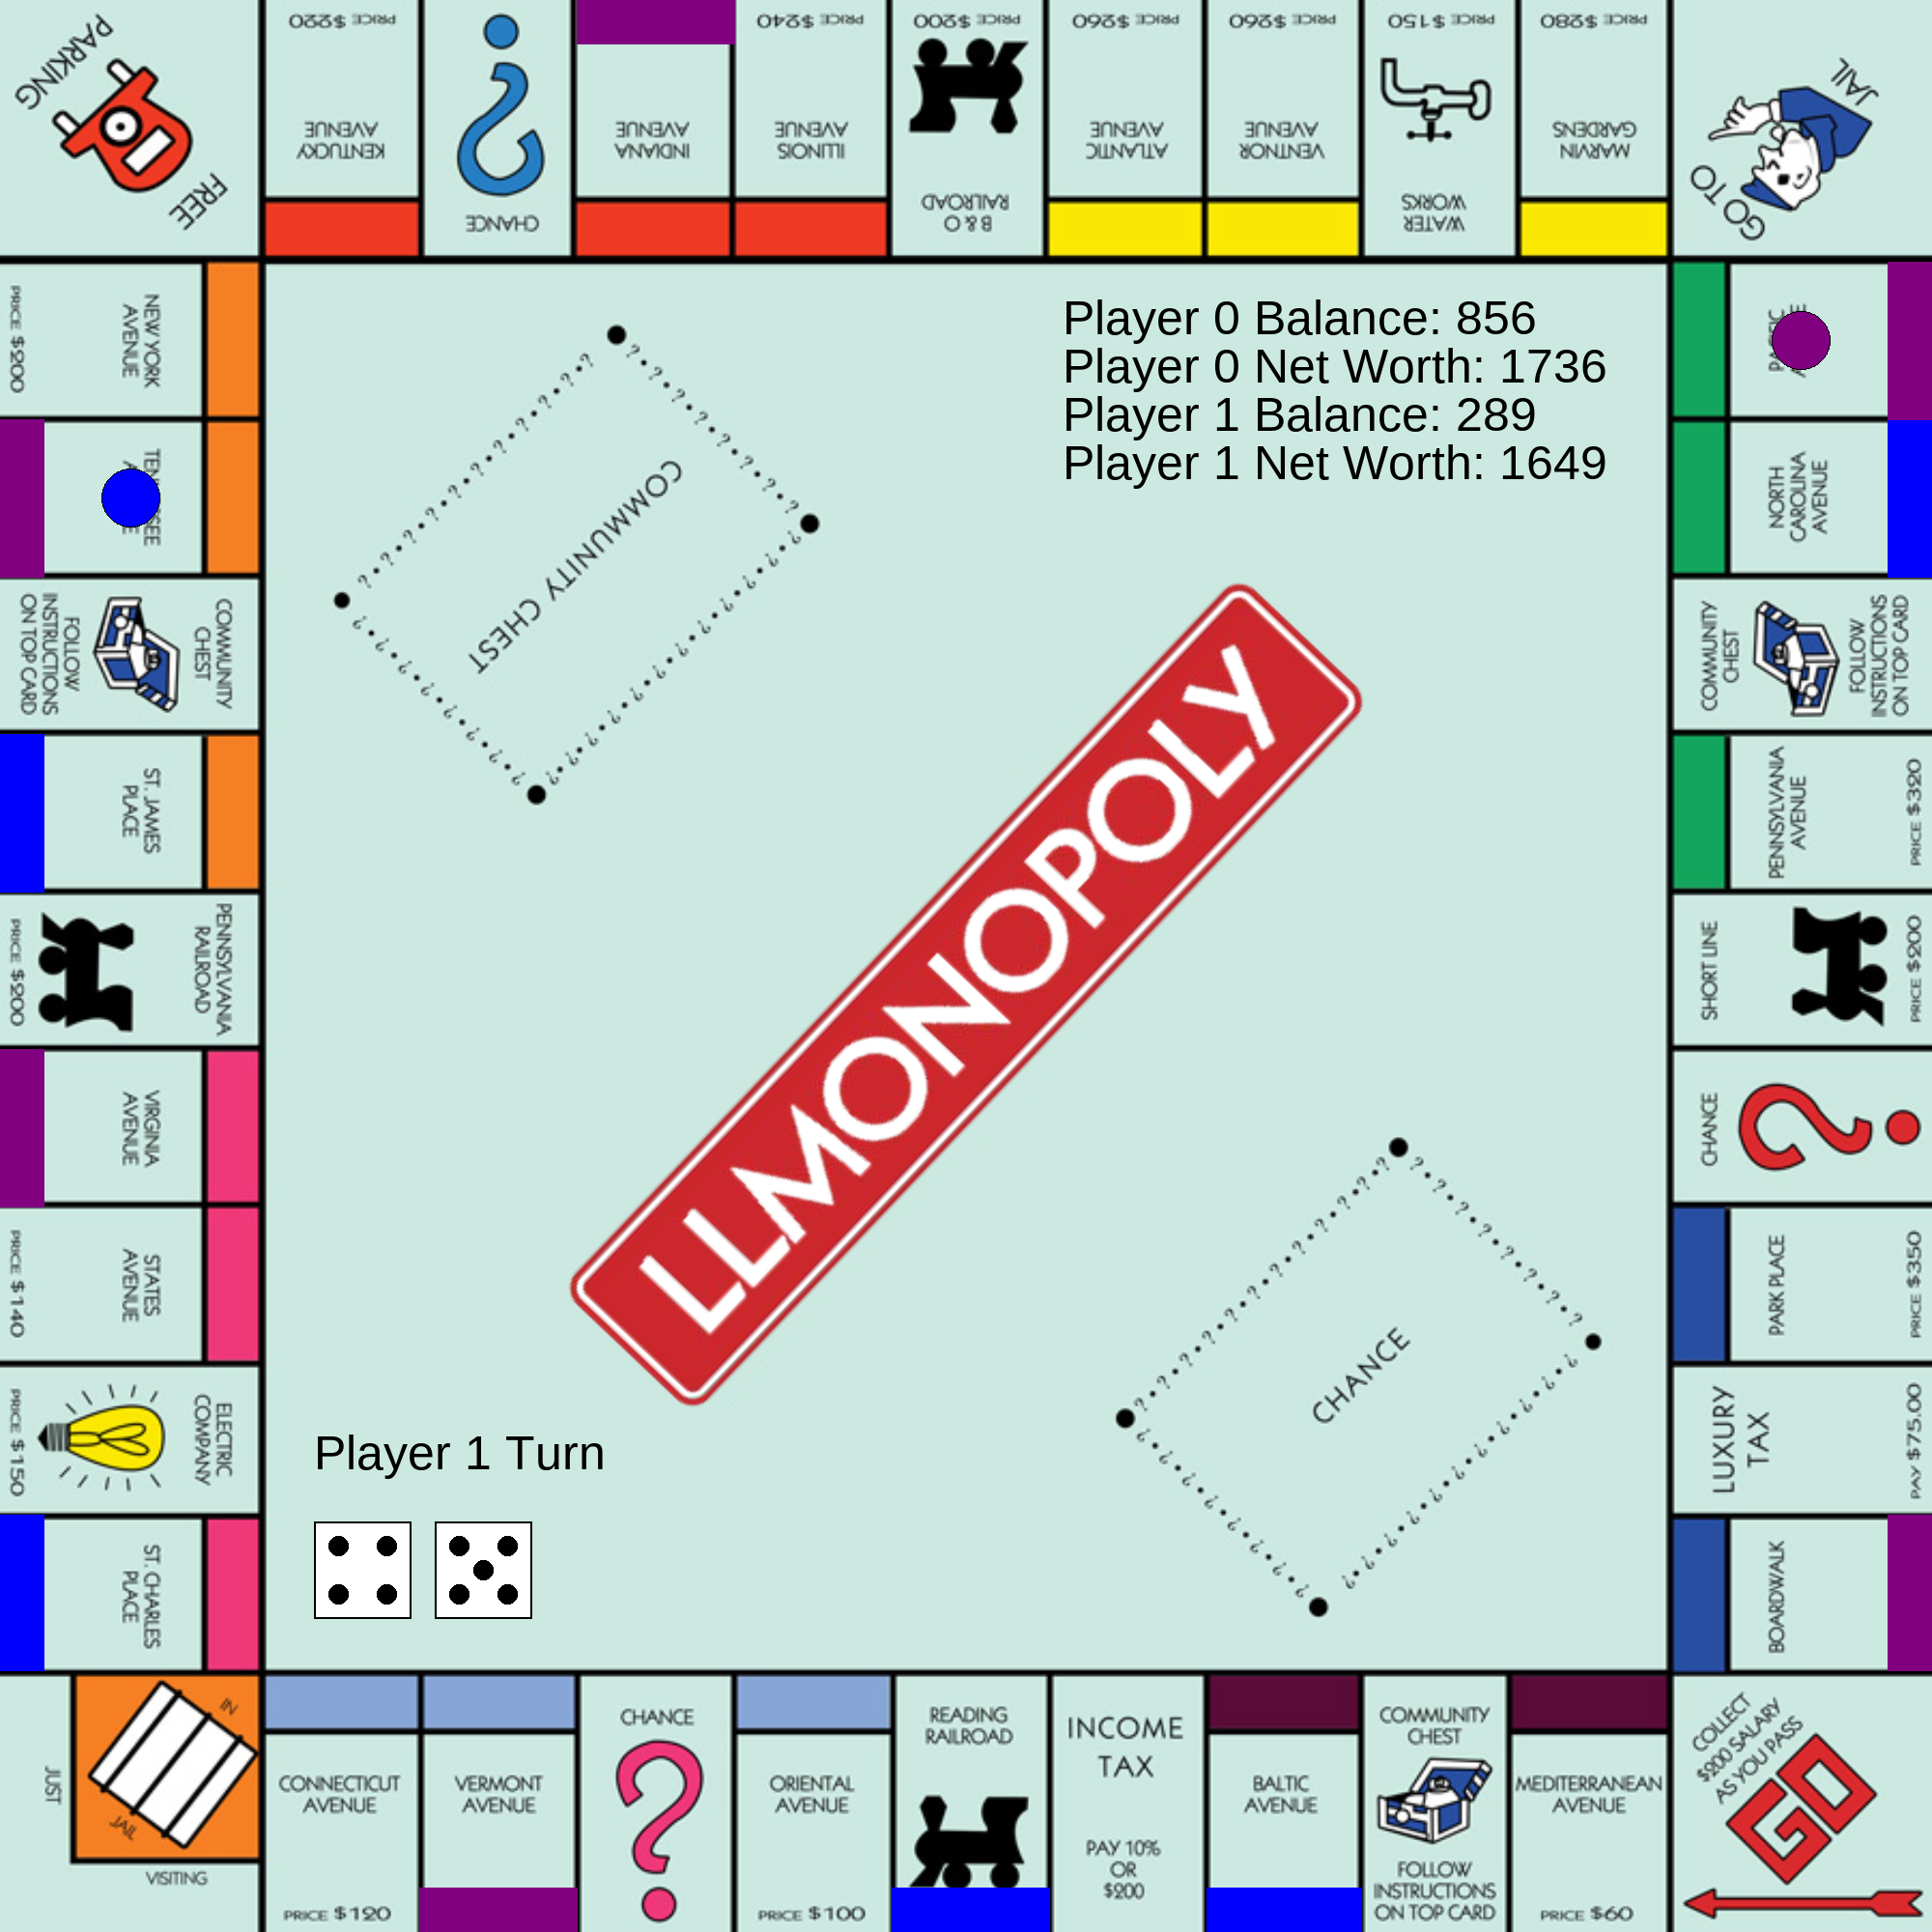 PARKING
FREE
PRICE $220
KENTUCKY
AVENUE
CHANCE
INDIANA
AVENUE
PRICE $240
ILLINOIS
AVENUE
PRICE $200
B & O
RAILROAD
PRICE $260
ATLANTIC
AVENUE
PRICE $260
VENTNOR
AVENUE
PRICE $150
WATER
WORKS
PRICE $280
MARVIN
GARDENS
GO TO
JAIL
NEW YORK
AVENUE
PRICE $200
COMMUNITY
CHEST
FOLLOW
INSTRUCTIONS
ON TOP CARD
ST. JAMES
PLACE
PENNSYLVANIA
RAILROAD
PRICE $200
VIRGINIA
AVENUE
STATES
AVENUE
PRICE $140
ELECTRIC
COMPANY
PRICE $150
ST. CHARLES
PLACE
Player 0 Balance: 856
Player 0 Net Worth: 1736
Player 1 Balance: 289
Player 1 Net Worth: 1649
COMMUNITY CHEST
LLMONOPOLY
CHANCE
Player 1 Turn
NORTH
CAROLINA
AVENUE
COMMUNITY
CHEST
FOLLOW
INSTRUCTIONS
ON TOP CARD
PENNSYLVANIA
AVENUE
PRICE $320
SHORT LINE
PRICE $200
CHANCE
PARK PLACE
PRICE $350
LUXURY
TAX
PAY $75.00
BOARDWALK
JUST
VISITING
IN
JAIL
CONNECTICUT
AVENUE
PRICE $120
VERMONT
AVENUE
CHANCE
ORIENTAL
AVENUE
PRICE $100
READING
RAILROAD
INCOME
TAX
PAY 10%
OR
$200
BALTIC
AVENUE
COMMUNITY
CHEST
FOLLOW
INSTRUCTIONS
ON TOP CARD
MEDITERRANEAN
AVENUE
PRICE $60
COLLECT
$200 SALARY
AS YOU PASS
GO